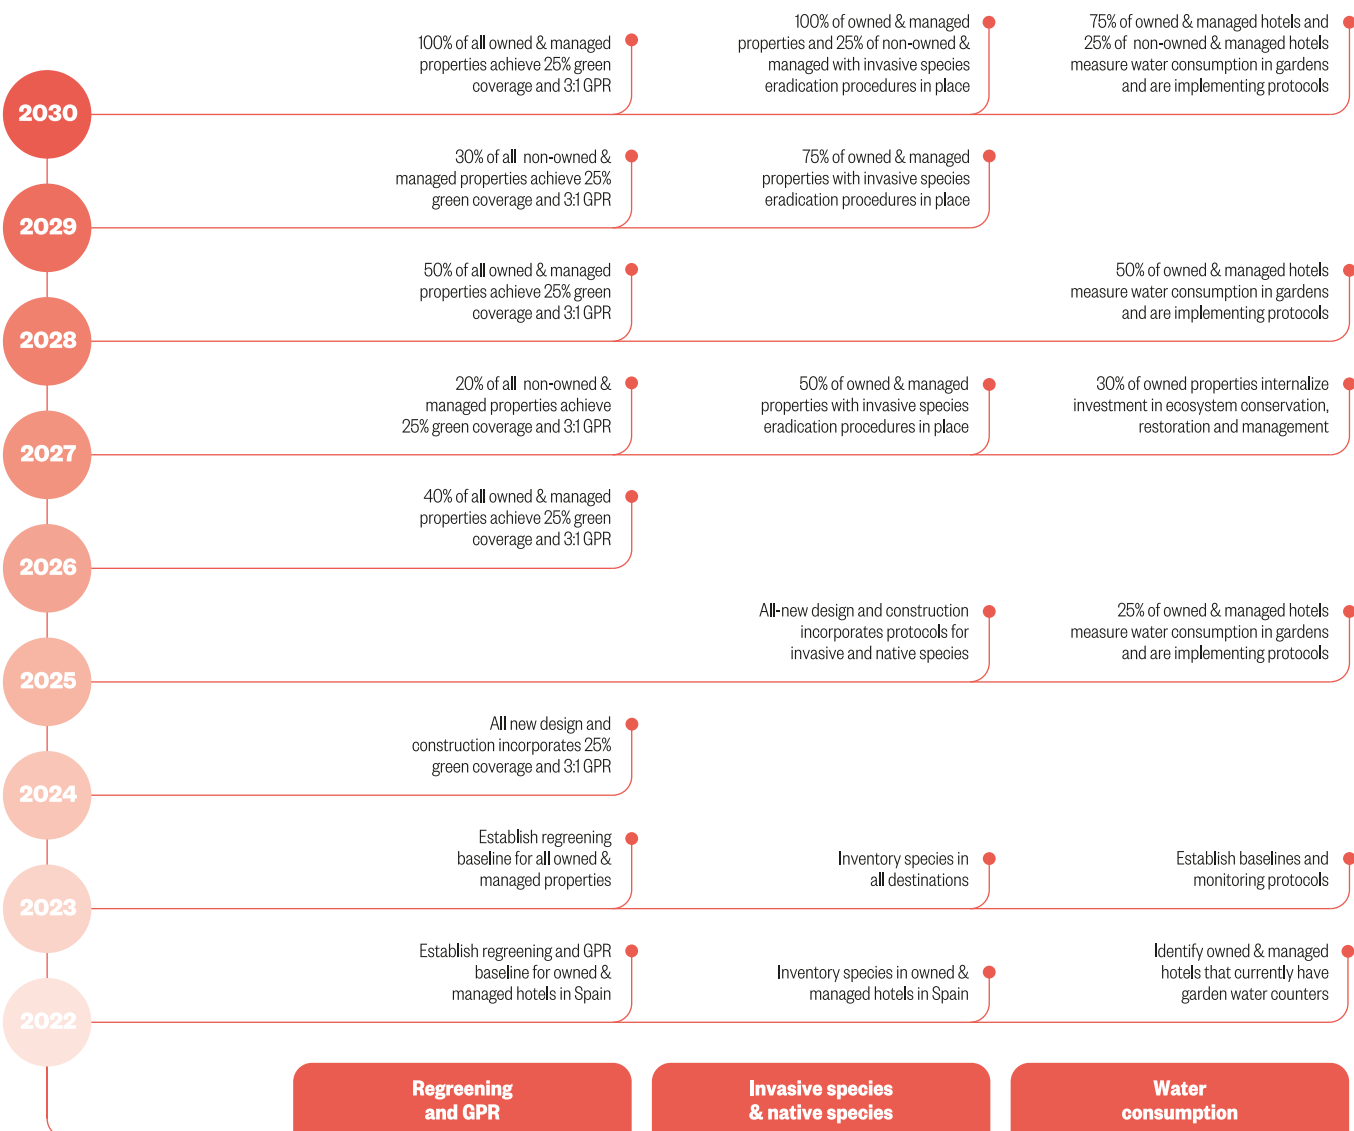 2030
100% of all owned & managed
properties achieve 25% green
coverage and 3:1 GPR
100% of owned & managed
properties and 25% of non-owned &
managed with invasive species
eradication procedures in place
75% of owned & managed hotels and
25% of non-owned & managed hotels
measure water consumption in gardens
and are implementing protocols
2029
30% of all non-owned &
managed properties achieve 25%
green coverage and 3:1 GPR
75% of owned & managed
properties with invasive species
eradication procedures in place
2028
50% of all owned & managed
properties achieve 25% green
coverage and 3:1 GPR
50% of owned & managed hotels
measure water consumption in gardens
and are implementing protocols
2027
20% of all non-owned &
managed properties achieve
25% green coverage and 3:1 GPR
50% of owned & managed
properties with invasive species
eradication procedures in place
30% of owned properties internalize
investment in ecosystem conservation,
restoration and management
2026
40% of all owned & managed
properties achieve 25% green
coverage and 3:1 GPR
2025
All-new design and construction
incorporates protocols for
invasive and native species
25% of owned & managed hotels
measure water consumption in gardens
and are implementing protocols
2024
All new design and
construction incorporates 25%
green coverage and 3:1 GPR
2023
Establish regreening
baseline for all owned &
managed properties
Inventory species in
all destinations
Establish baselines and
monitoring protocols
2022
Establish regreening and GPR
baseline for owned &
managed hotels in Spain
Inventory species in owned &
managed hotels in Spain
Identify owned & managed
hotels that currently have
garden water counters
Regreening
and GPR
Invasive species
& native species
Water
consumption